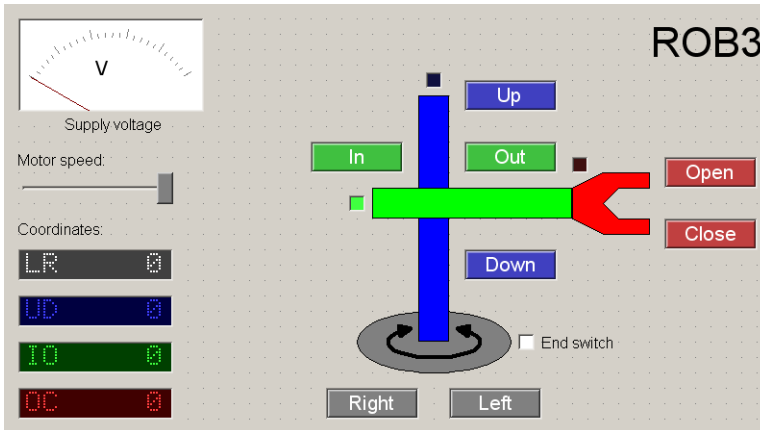 ROB3
V
Supply voltage
Motor speed:
Coordinates:
LR 0
UD 0
IO 0
OC 0
Up
In
Out
Open
Close
Down
End switch
Right
Left